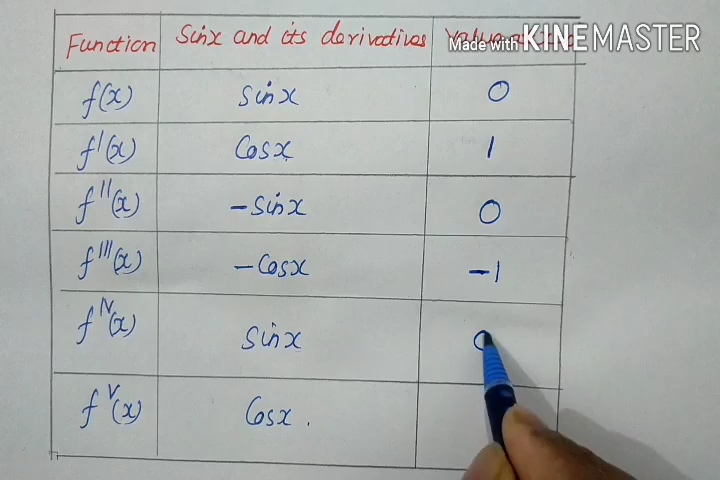 Function Sinx and its derivatives
Made with KINEMASTER
f(x) Sinx 0
f'(x) Cosx 1
f''(x) -Sinx 0
f'''(x) -Cosx -1
f^IV(x) Sinx 0
f^V(x) Cosx .